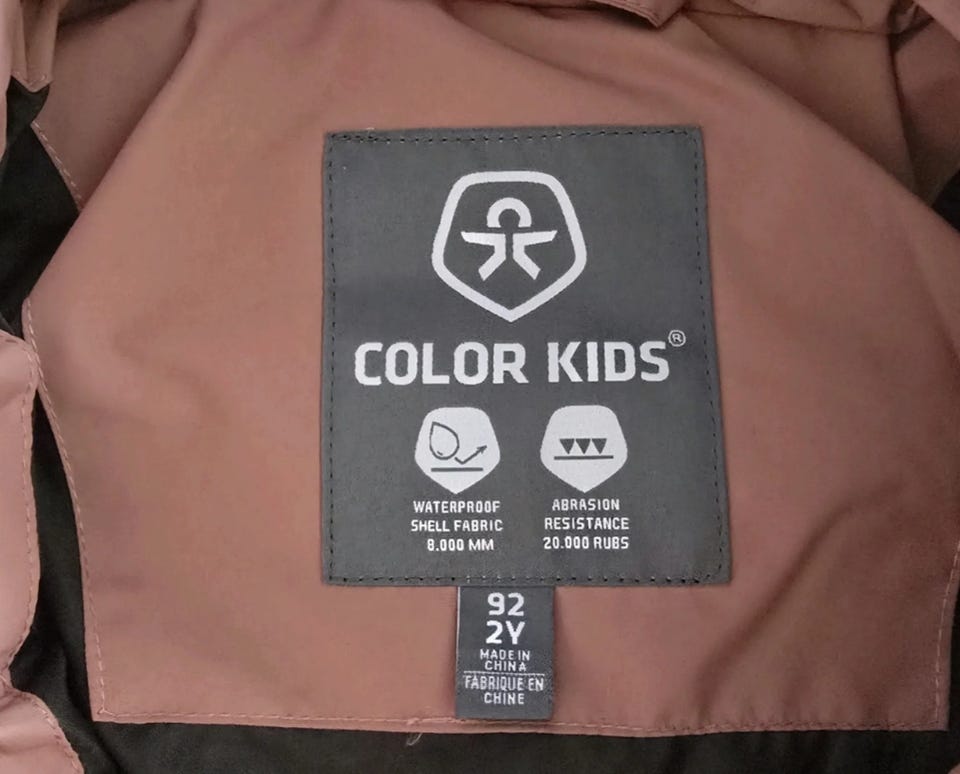 COLOR KIDS®
WATERPROOF
SHELL FABRIC
8.000 MM
ABRASION
RESISTANCE
20.000 RUBS
92
2Y
MADE IN
CHINA
FABRIQUE EN
CHINE